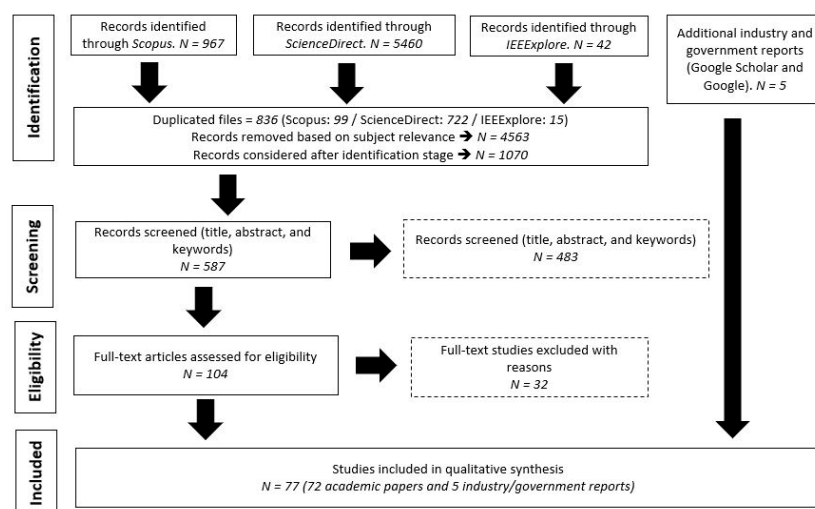 Identification
Records identified
through Scopus. N = 967
Records identified through
ScienceDirect. N = 5460
Records identified through
IEEExplore. N = 42
Additional industry and
government reports
(Google Scholar and
Google). N = 5
Duplicated files = 836 (Scopus: 99 / ScienceDirect: 722 / IEEExplore: 15)
Records removed based on subject relevance ➔ N = 4563
Records considered after identification stage ➔ N = 1070
Screening
Records screened (title, abstract, and
keywords)
N = 587
Records screened (title, abstract, and keywords)
N = 483
Eligibility
Full-text articles assessed for eligibility
N = 104
Full-text studies excluded with
reasons
N = 32
Included
Studies included in qualitative synthesis
N = 77 (72 academic papers and 5 industry/government reports)